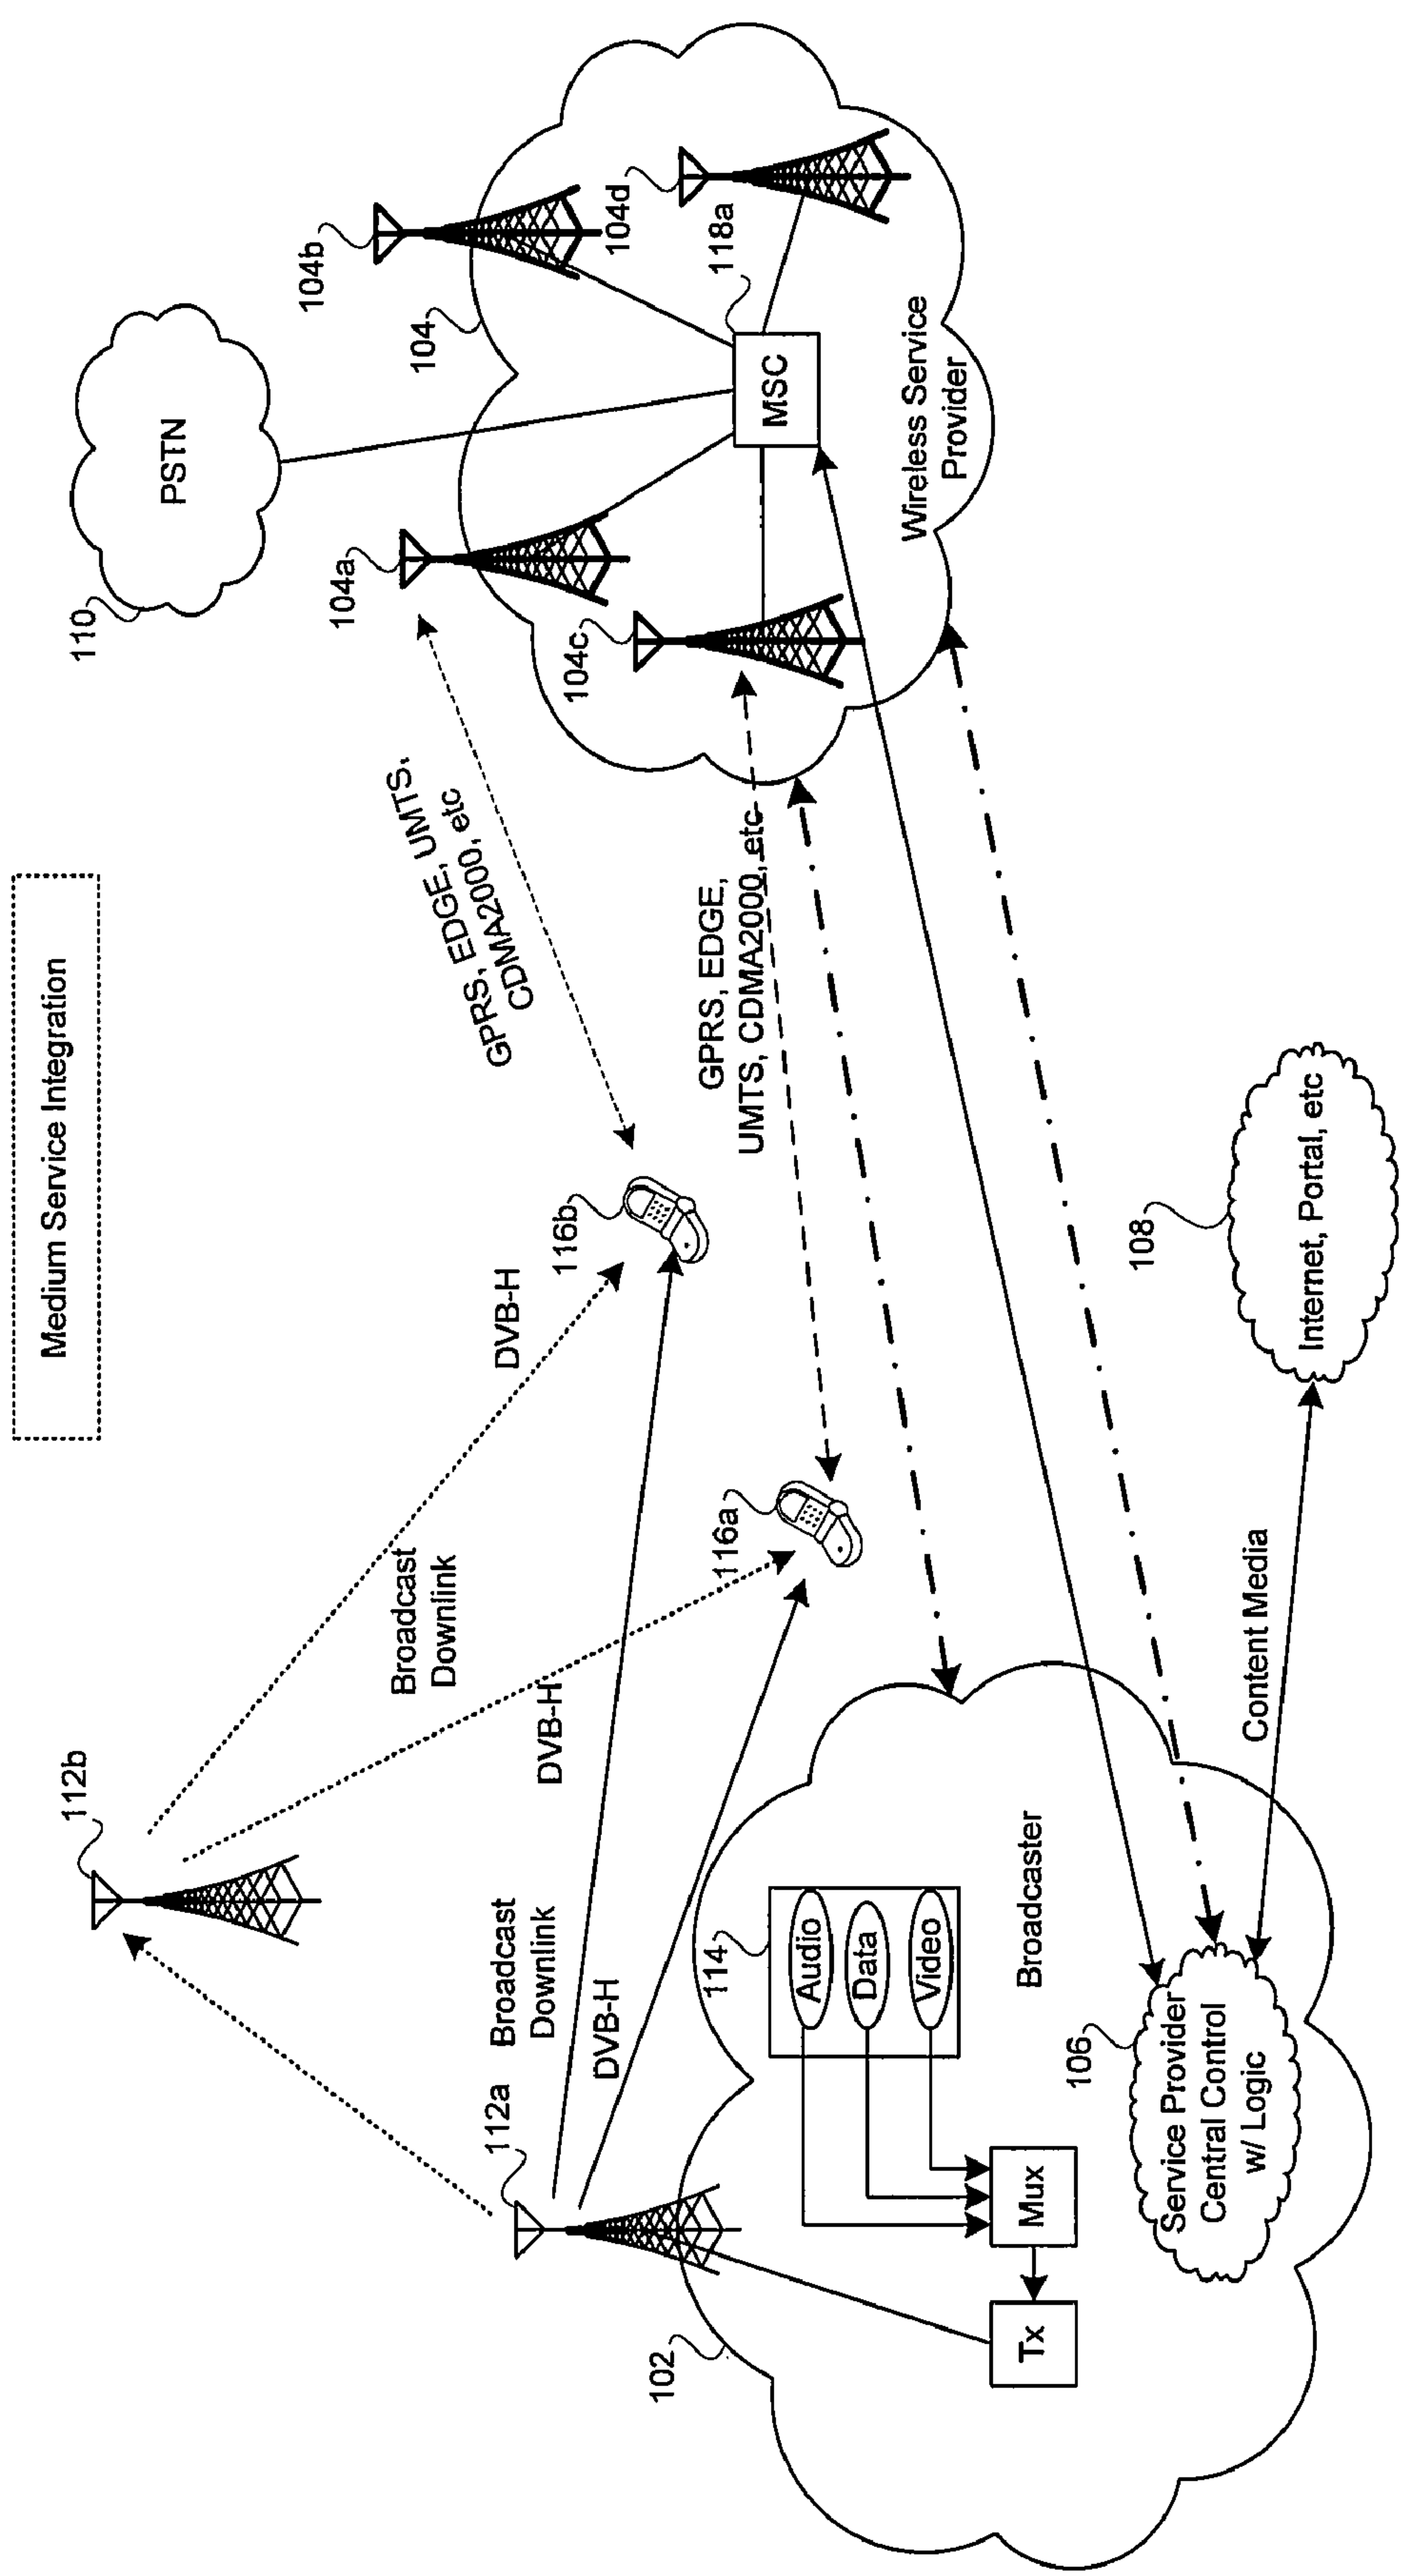 Medium Service Integration
112b
Broadcast
Downlink
DVB-H
116b
GPRS, EDGE, UMTS,
CDMA2000, etc
110
PSTN
104a
104b
104
104c
104d
118a
MSC
Wireless Service
Provider
GPRS, EDGE,
UMTS, CDMA2000, etc
116a
DVB-H
112a
Broadcast
Downlink
DVB-H
102
114
Audio
Data
Video
Mux
Tx
Broadcaster
106
Service Provider
Central Control
w/ Logic
Content Media
108
Internet, Portal, etc